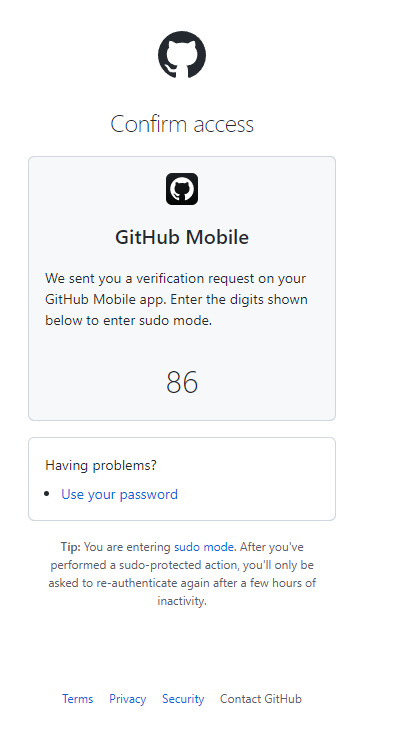 Confirm access
GitHub Mobile
We sent you a verification request on your
GitHub Mobile app. Enter the digits shown
below to enter sudo mode.
86
Having problems?
• Use your password
Tip: You are entering sudo mode. After you've
performed a sudo-protected action, you'll only be
asked to re-authenticate again after a few hours of
inactivity.
Terms Privacy Security Contact GitHub